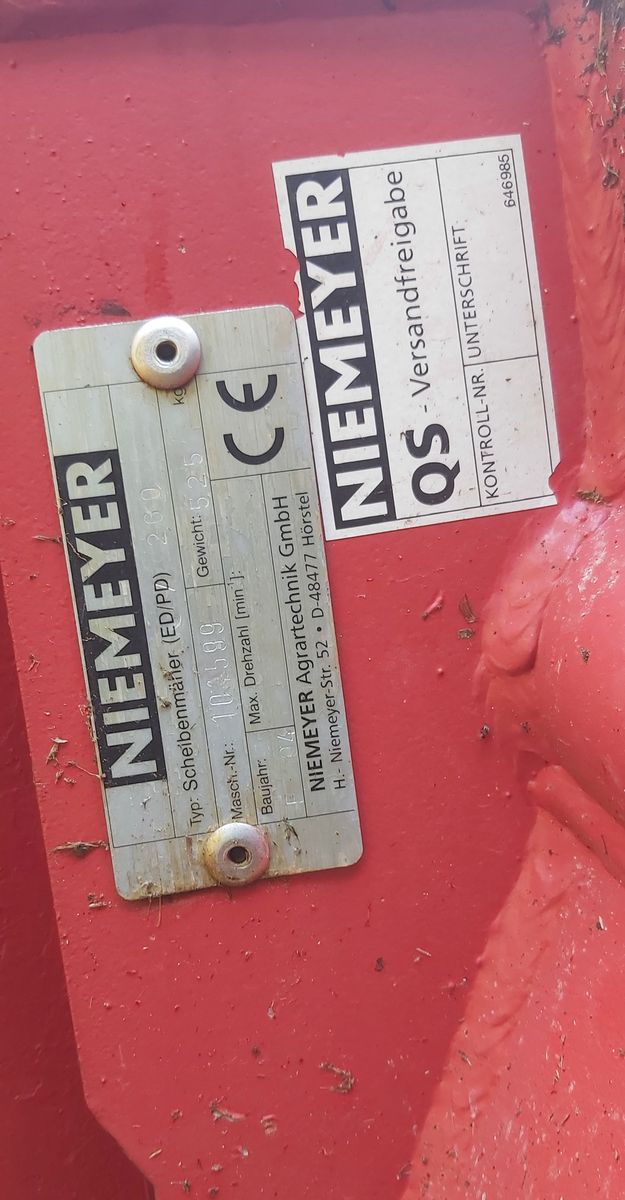 NIEMEYER
Typ: Scheibenmäher (ED/PD) 260
Masch.-Nr.: Gewicht: 525 kg
Baujahr: Max. Drehzahl [min⁻¹]:
CE
NIEMEYER Agrartechnik GmbH
H.- Niemeyer-Str. 52 • D-48477 Hörstel
NIEMEYER
QS - Versandfreigabe
KONTROLL-NR. UNTERSCHRIFT
646985